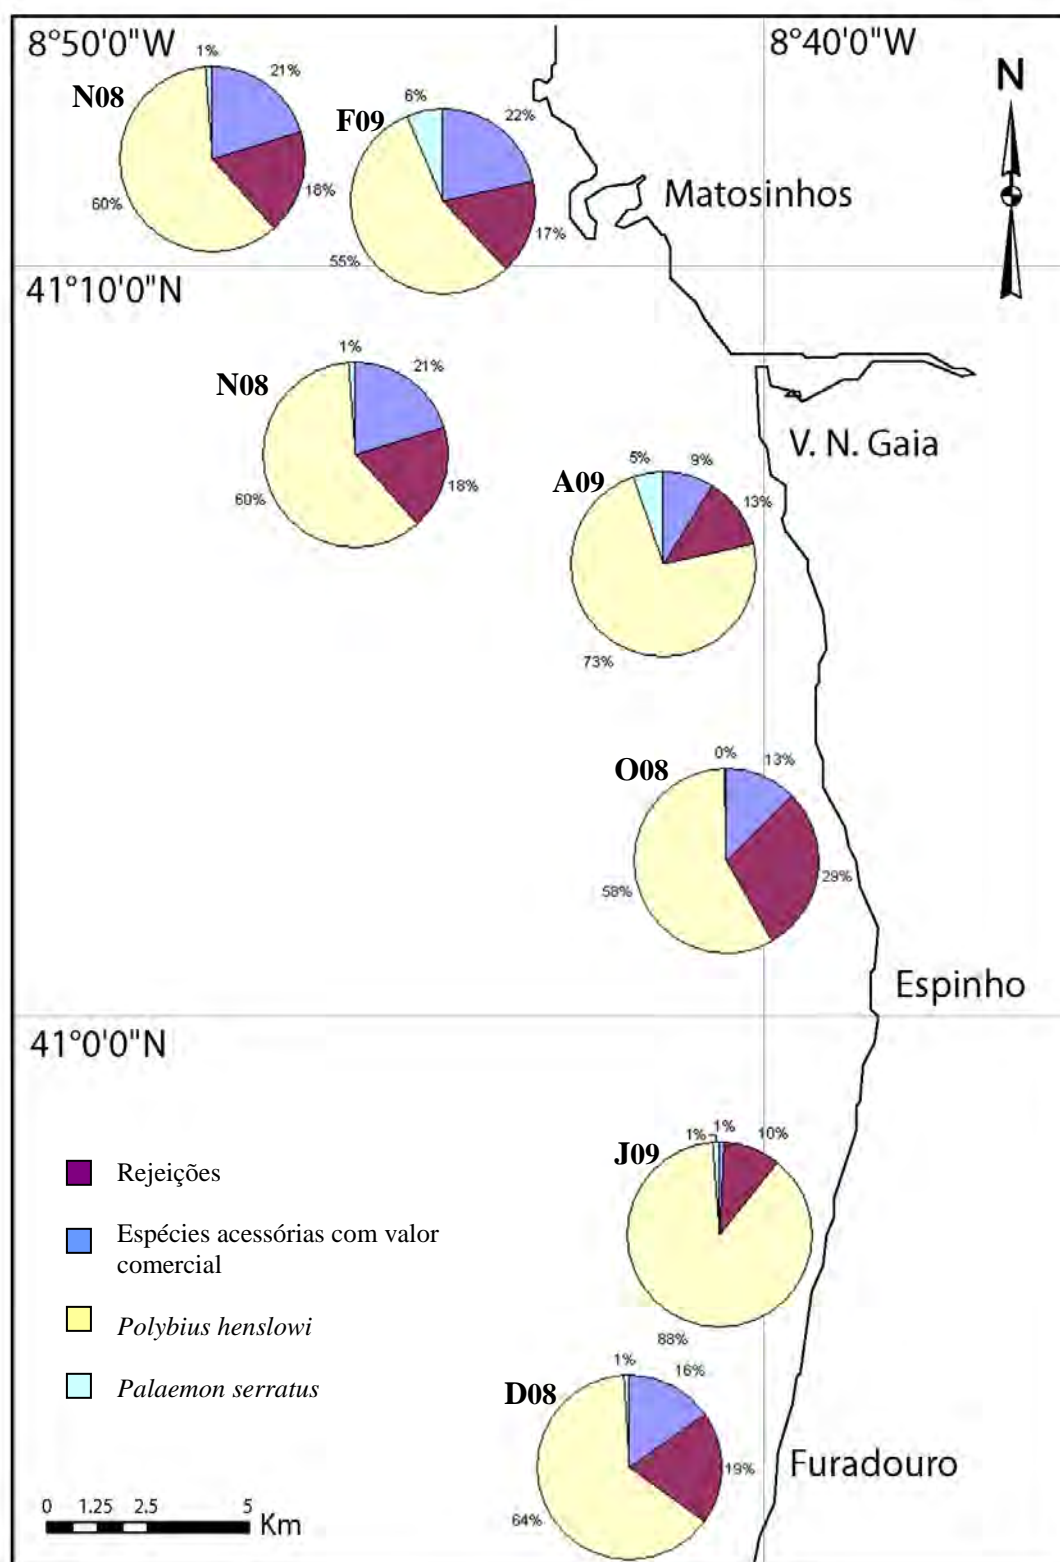 8°50'0"W
8°40'0"W
N
N08
1%
21%
18%
60%
F09
6%
22%
17%
55%
Matosinhos
41°10'0"N
N08
1%
21%
18%
60%
V. N. Gaia
A09
5%
9%
13%
73%
O08
0%
13%
29%
58%
Espinho
41°0'0"N
J09
1%
1%
10%
88%
Rejeições
Espécies acessórias com valor
comercial
Polybius henslowi
Palaemon serratus
D08
1%
16%
19%
64%
Furadouro
0 1.25 2.5 5
Km